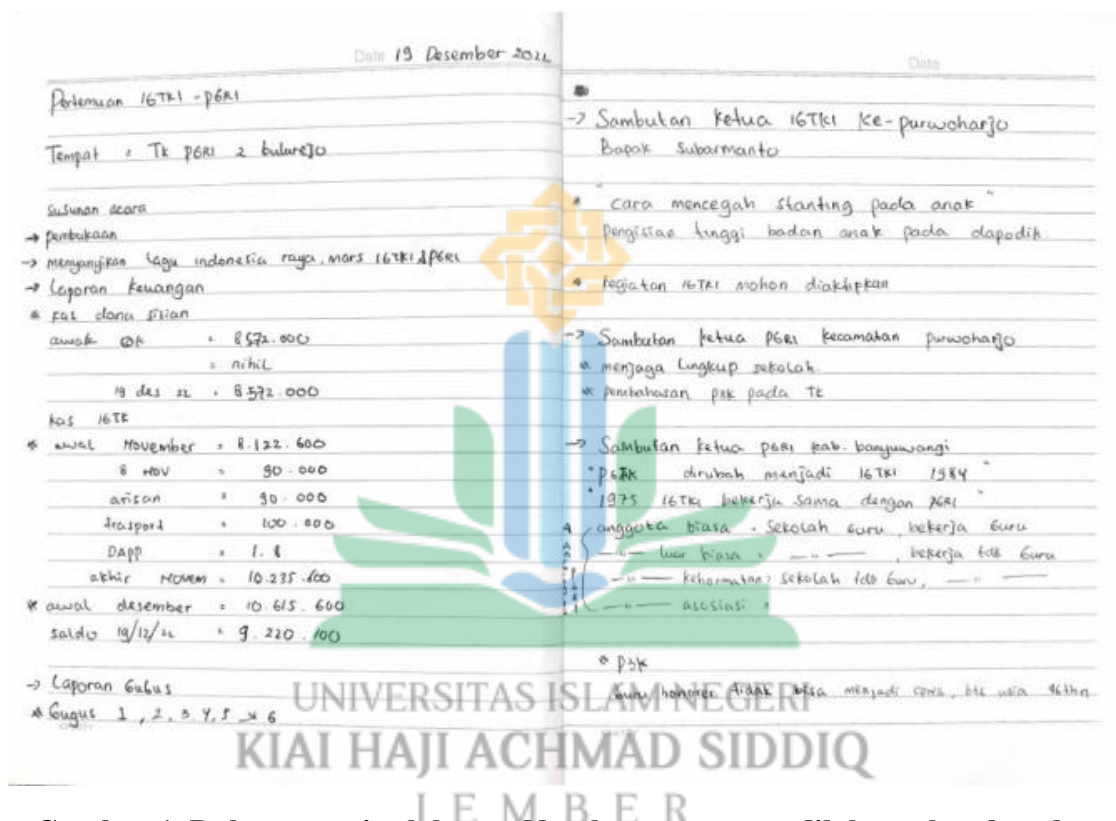 Date 19 Desember 2022
Pertemuan IGTKI - PGRI
Tempat : TK PGRI 2 bulurejo
Susunan acara
→ pembukaan
→ menyanyikan lagu indonesia raya, mars IGTKI & PGRI
→ Laporan Keuangan
* kas dana
awal : 8.572.000
= nihil
19 des 22 : 8.572.000
kas IGTK
* awal November : 8.122.600
8 NOV : 90.000
arisan : 90.000
trasport : 100.000
DAPP : 1.8
akhir NOVEM : 10.235.600
* awal desember : 10.615.600
saldo 19/12/22 : 9.220.100
→ Laporan Gugus
* Gugus 1, 2, 3, 4, 5 6
Date
→ Sambutan Ketua IGTKI Ke-purwoharjo
Bapak Subarmanto
* "cara mencegah stanting pada anak"
pengisian tinggi badan anak pada dapodik.
* kegiatan IGTKI mohon diaktipkan
→ Sambutan ketua PGRI kecamatan purwoharjo
* menjaga lingkup sekolah
* pembahasan pada TK
→ Sambutan ketua PGRI kab. banyuwangi
dirubah menjadi IGTKI 1984"
"1975 IGTKI bekerja sama dengan PGRI"
anggota biasa : Sekolah guru, bekerja guru
—"— luar biasa : —"—, bekerja tdk guru
—"— kehormatan : sekolah tdk guru, —"—
—"— asosiasi :
* P3K
Guru honorer tidak bisa menjadi CPNS, bts usia
UNIVERSITAS ISLAM NEGERI
KIAI HAJI ACHMAD SIDDIQ
JEMBER